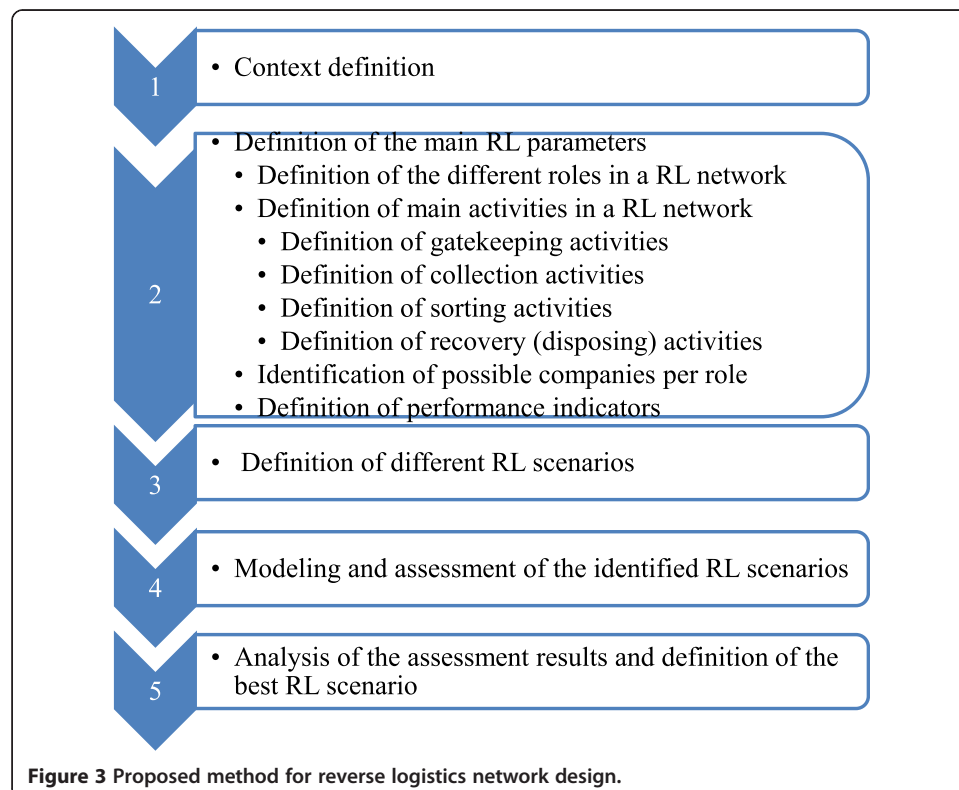 1
• Context definition
2
• Definition of the main RL parameters
• Definition of the different roles in a RL network
• Definition of main activities in a RL network
• Definition of gatekeeping activities
• Definition of collection activities
• Definition of sorting activities
• Definition of recovery (disposing) activities
• Identification of possible companies per role
• Definition of performance indicators
3
• Definition of different RL scenarios
4
• Modeling and assessment of the identified RL scenarios
5
• Analysis of the assessment results and definition of the
best RL scenario
Figure 3 Proposed method for reverse logistics network design.